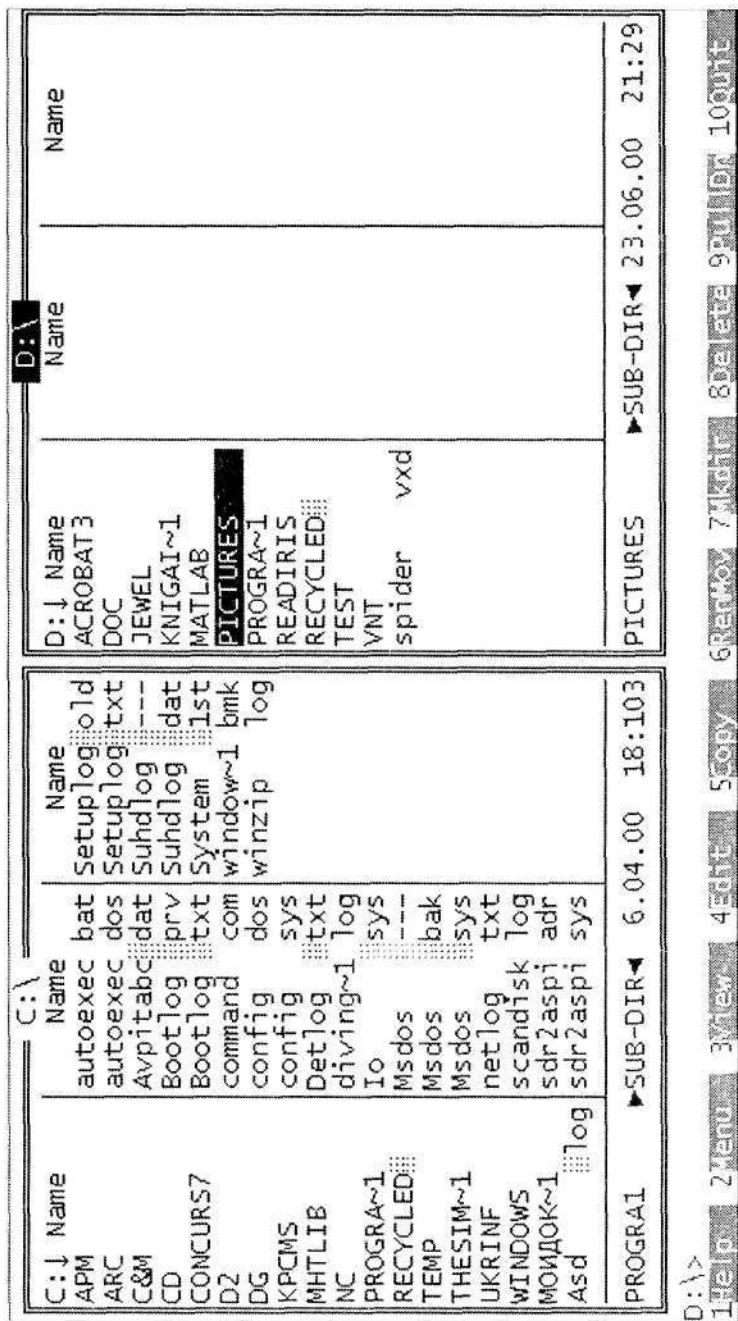 C:\
C:↓ Name Name Name
APM autoexec bat Setuplog old
ARC autoexec dos Setuplog txt
C&M Avpitabc dat Suhdlog ---
CD Bootlog prv Suhdlog dat
CONCURS7 Bootlog txt System 1st
D2 command com window~1 bmk
DG config dos winzip log
KPCMS config sys
MHTLIB Detlog txt
NC diving~1 log
PROGRA~1 Io sys
RECYCLED Msdos ---
TEMP Msdos bak
THESIM~1 Msdos sys
UKRINF netlog txt
WINDOWS scandisk log
МОИДОК~1 sdr2aspi adr
Asd log sdr2aspi sys
PROGRA1 ►SUB-DIR◄ 6.04.00 18:103
D:\
D:↓ Name Name Name
ACROBAT3
DOC
JEWEL
KNIGAI~1
MATLAB
PICTURES
PROGRA~1
READIRIS
RECYCLED
TEST
VNT
spider vxd
PICTURES ►SUB-DIR◄ 23.06.00 21:29
D:\>
1Help 2Menu 3View 4Edit 5Copy 6RenMov 7Mkdir 8Delete 9PullDn 10Quit